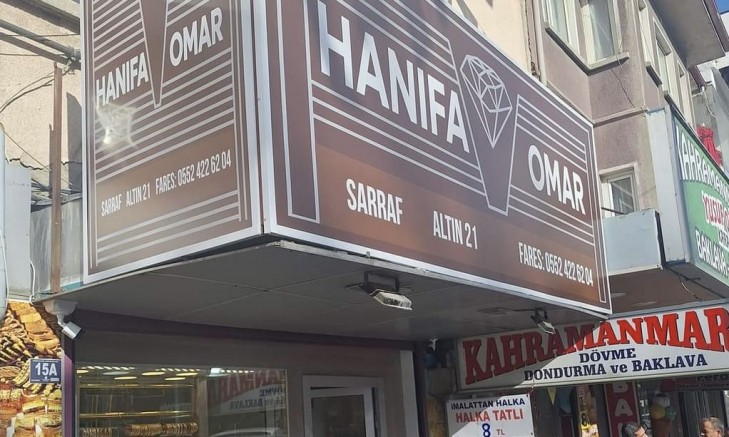 HANIFA
OMAR
SARRAF ALTIN 21 FARES: 0552 422 62 04
HANIFA
OMAR
SARRAF
ALTIN 21
FARES: 0552 422 62 04
15A
KAHRAMANMAR
DÖVME
DONDURMA ve BAKLAVA
İMALATTAN HALKA
HALKA TATLI
8 TL